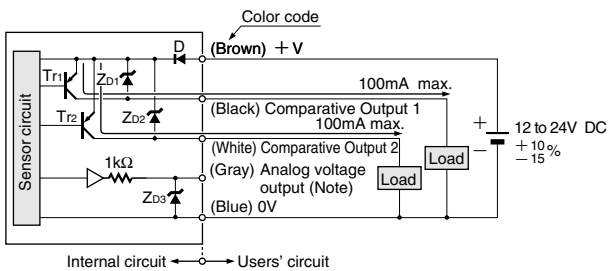 Color code
D
(Brown) +V
Tr1
ZD1
100mA max.
(Black) Comparative Output 1
Tr2
ZD2
100mA max.
(White) Comparative Output 2
Sensor circuit
1kΩ
(Gray) Analog voltage
output (Note)
ZD3
(Blue) 0V
Load
Load
+
−
12 to 24V DC
+10
−15 %
Internal circuit
Users' circuit